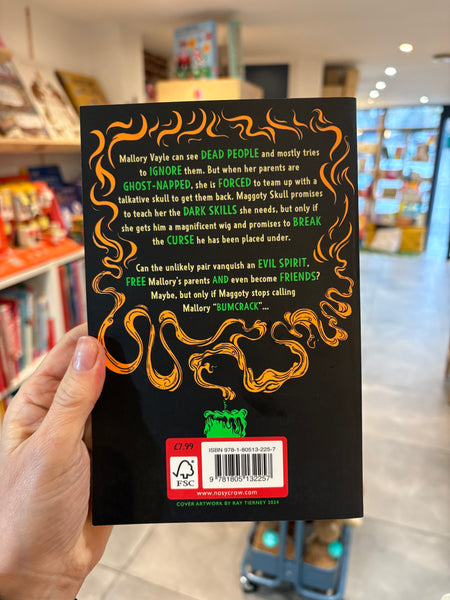 Mallory Vayle can see DEAD PEOPLE and mostly tries
to IGNORE them. But when her parents are
GHOST-NAPPED, she is FORCED to team up with a
talkative skull to get them back. Maggoty Skull promises
to teach her the DARK SKILLS she needs, but only if
she gets him a magnificent wig and promises to BREAK
the CURSE he has been placed under.
Can the unlikely pair vanquish an EVIL SPIRIT,
FREE Mallory's parents AND even become FRIENDS?
Maybe, but only if Maggoty stops calling
Mallory "BUMCRACK"...
£7.99
FSC
ISBN 978-1-80513-225-7
9 781805 132257
www.nosycrow.com
COVER ARTWORK BY RAY TIERNEY 2024